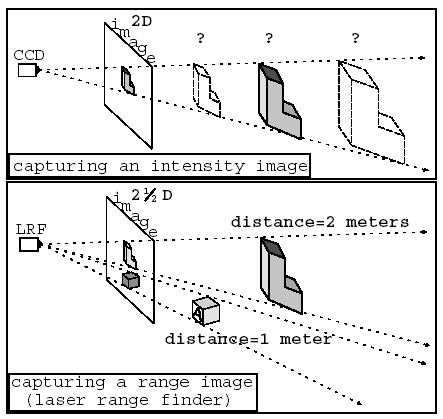 2D
image
? ? ?
CCD
capturing an intensity image
2½D
image
LRF
distance=2 meters
A
distance=1 meter
capturing a range image
(laser range finder)